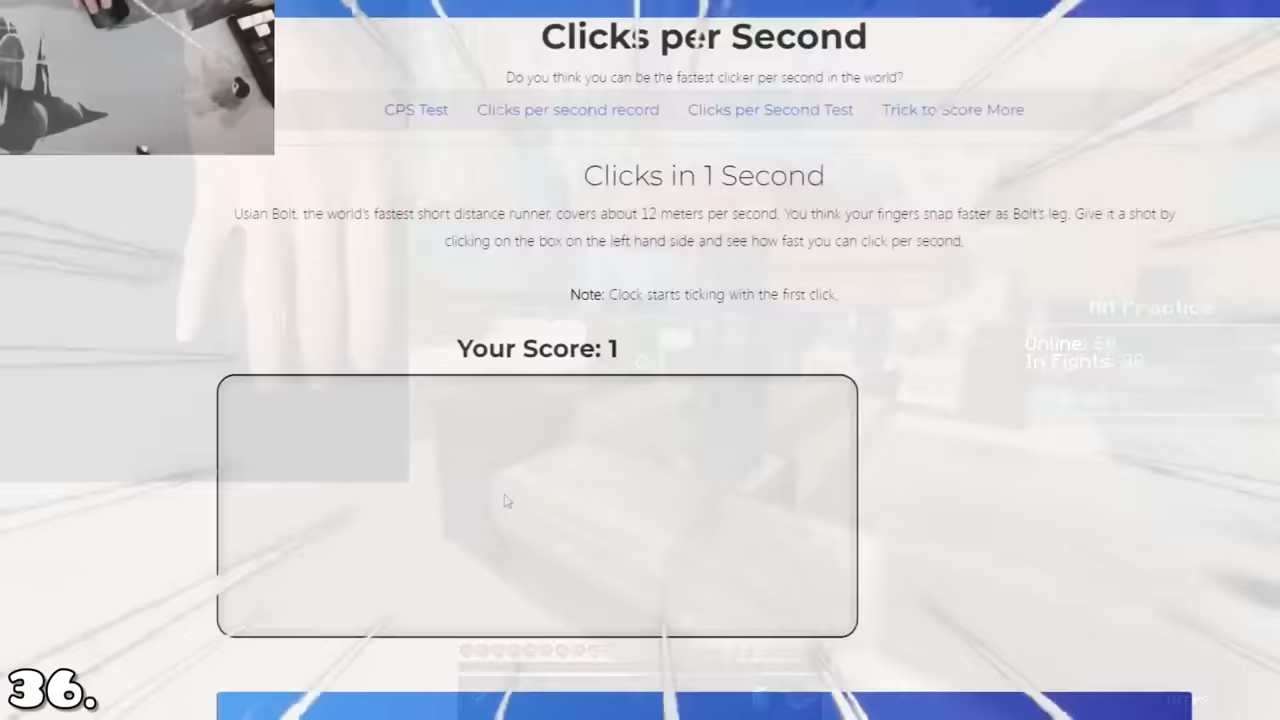 Clicks per Second
Do you think you can be the fastest clicker per second in the world?
CPS Test Clicks per second record Clicks per Second Test Trick to Score More
Clicks in 1 Second
Usian Bolt, the world's fastest short distance runner, covers about 12 meters per second. You think your fingers snap faster as Bolt's leg. Give it a shot by
clicking on the box on the left hand side and see how fast you can click per second.
Note: Clock starts ticking with the first click.
Practice
Online:
In Fights:
Your Score: 1
36.